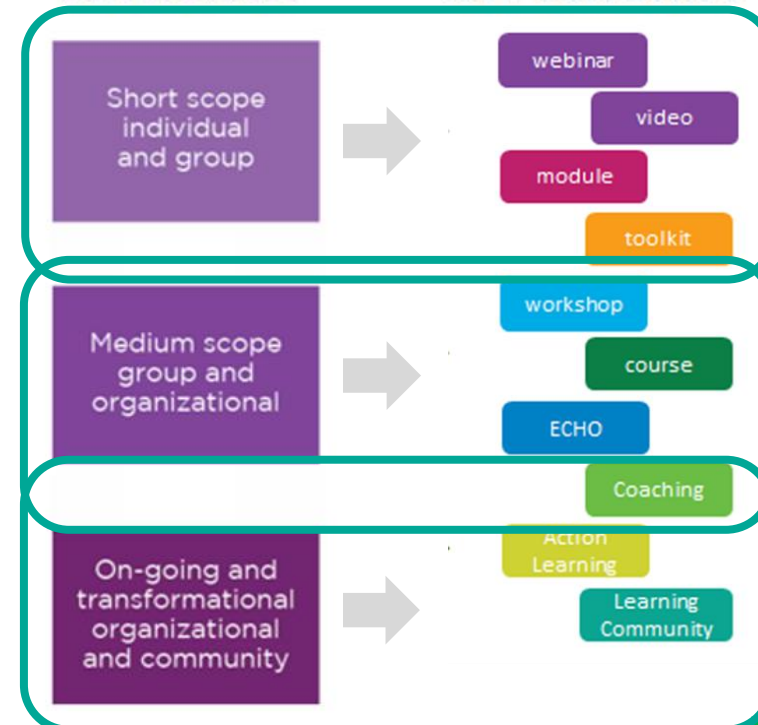 Short scope
individual
and group
webinar
video
module
toolkit
Medium scope
group and
organizational
workshop
course
ECHO
Coaching
On-going and
transformational
organizational
and community
Action
Learning
Learning
Community